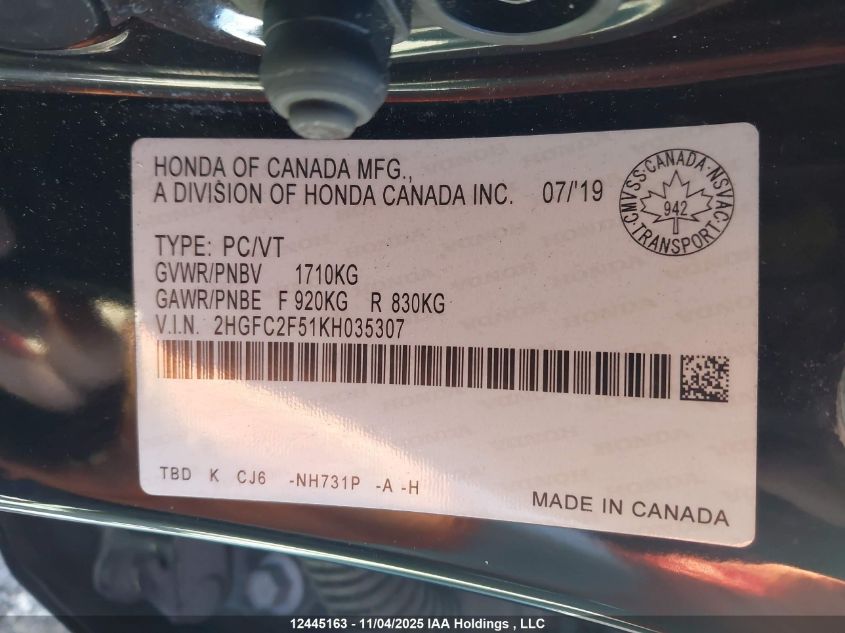 HONDA OF CANADA MFG.,
A DIVISION OF HONDA CANADA INC. 07/'19
CMVSS·CANADA·NSVAC·TRANSPORT
942
TYPE: PC/VT
GVWR/PNBV 1710KG
GAWR/PNBE F 920KG R 830KG
V.I.N. 2HGFC2F51KH035307
TBD K CJ6 -NH731P -A -H
MADE IN CANADA
12445163 - 11/04/2025 IAA Holdings , LLC